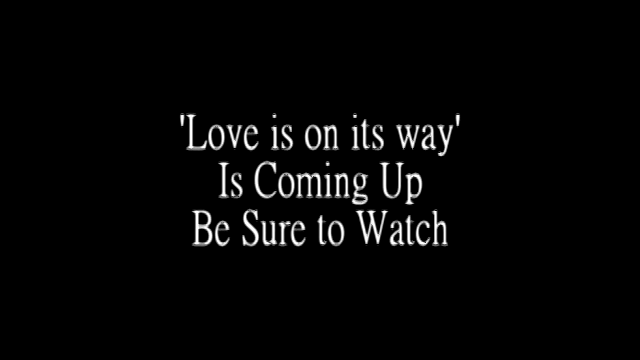 'Love is on its way'
Is Coming Up
Be Sure to Watch